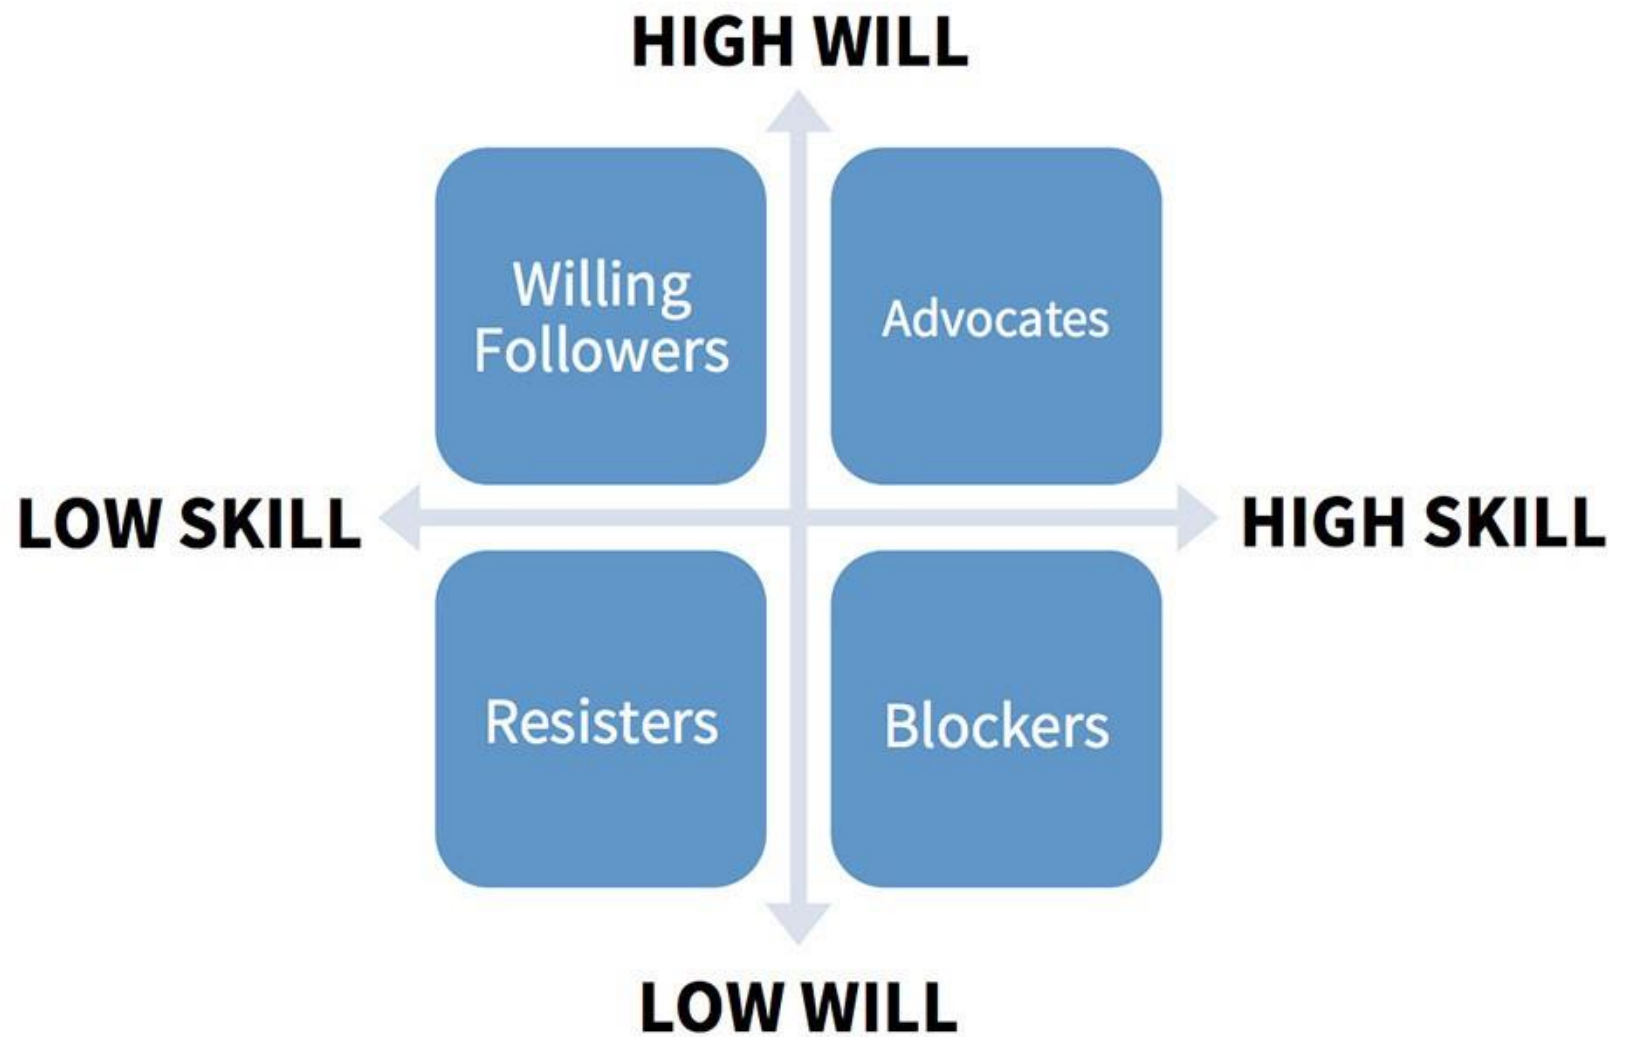 HIGH WILL
Willing
Followers
Advocates
LOW SKILL
HIGH SKILL
Resisters
Blockers
LOW WILL